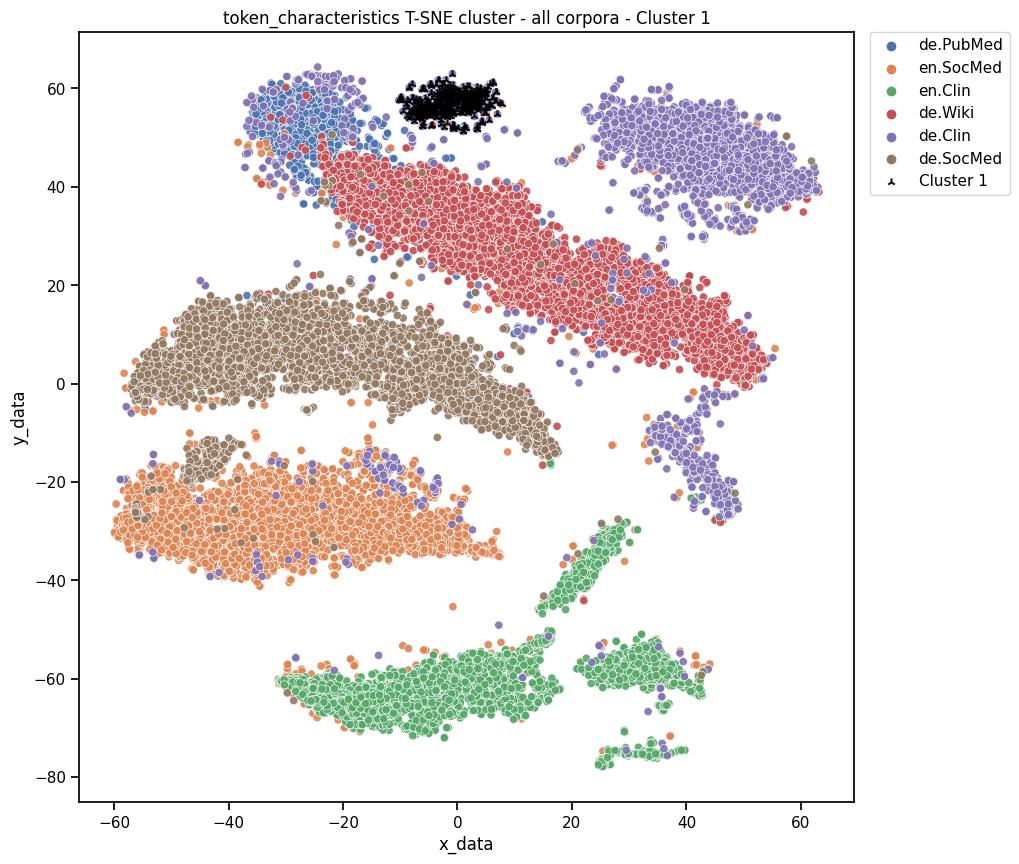 token_characteristics T-SNE cluster - all corpora - Cluster 1
de.PubMed
en.SocMed
en.Clin
de.Wiki
de.Clin
de.SocMed
Cluster 1
y_data
60
40
20
0
−20
−40
−60
−80
−60
−40
−20
0
20
40
60
x_data